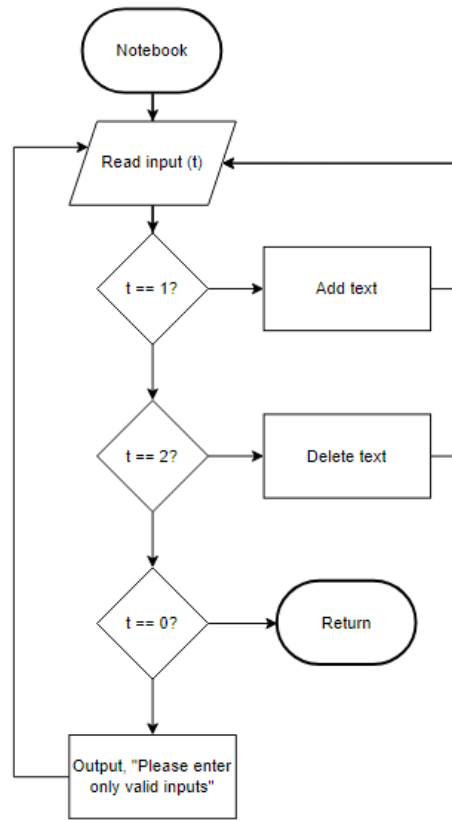 Notebook
Read input (t)
t == 1?
Add text
t == 2?
Delete text
t == 0?
Return
Output, "Please enter
only valid inputs"